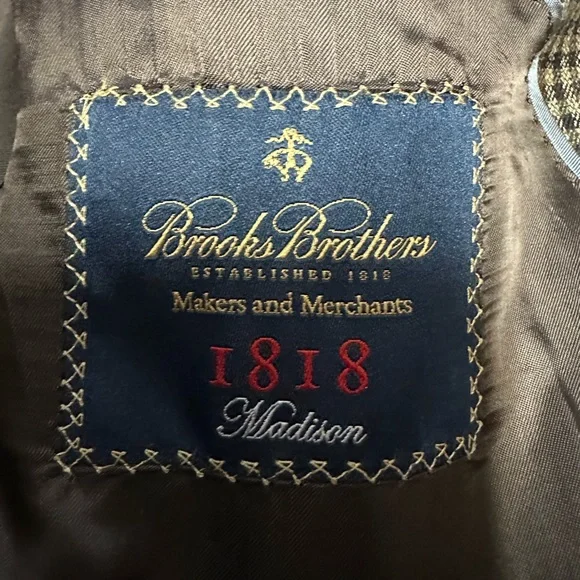 Brooks Brothers
ESTABLISHED 1818
Makers and Merchants
1818
Madison